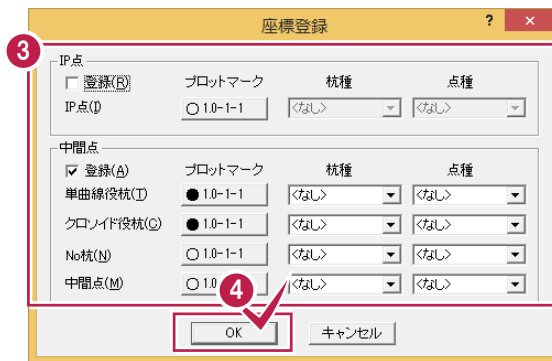 座標登録 ? ×
3
IP点
登録(R) プロットマーク 杭種 点種
IP点(I) 1.0-1-1 <なし> <なし>
中間点
登録(A) プロットマーク 杭種 点種
単曲線役杭(T) 1.0-1-1 <なし> <なし>
クロソイド役杭(C) 1.0-1-1 <なし> <なし>
No杭(N) 1.0-1-1 <なし> <なし>
中間点(M) 1.0 <なし> <なし>
4
OK キャンセル